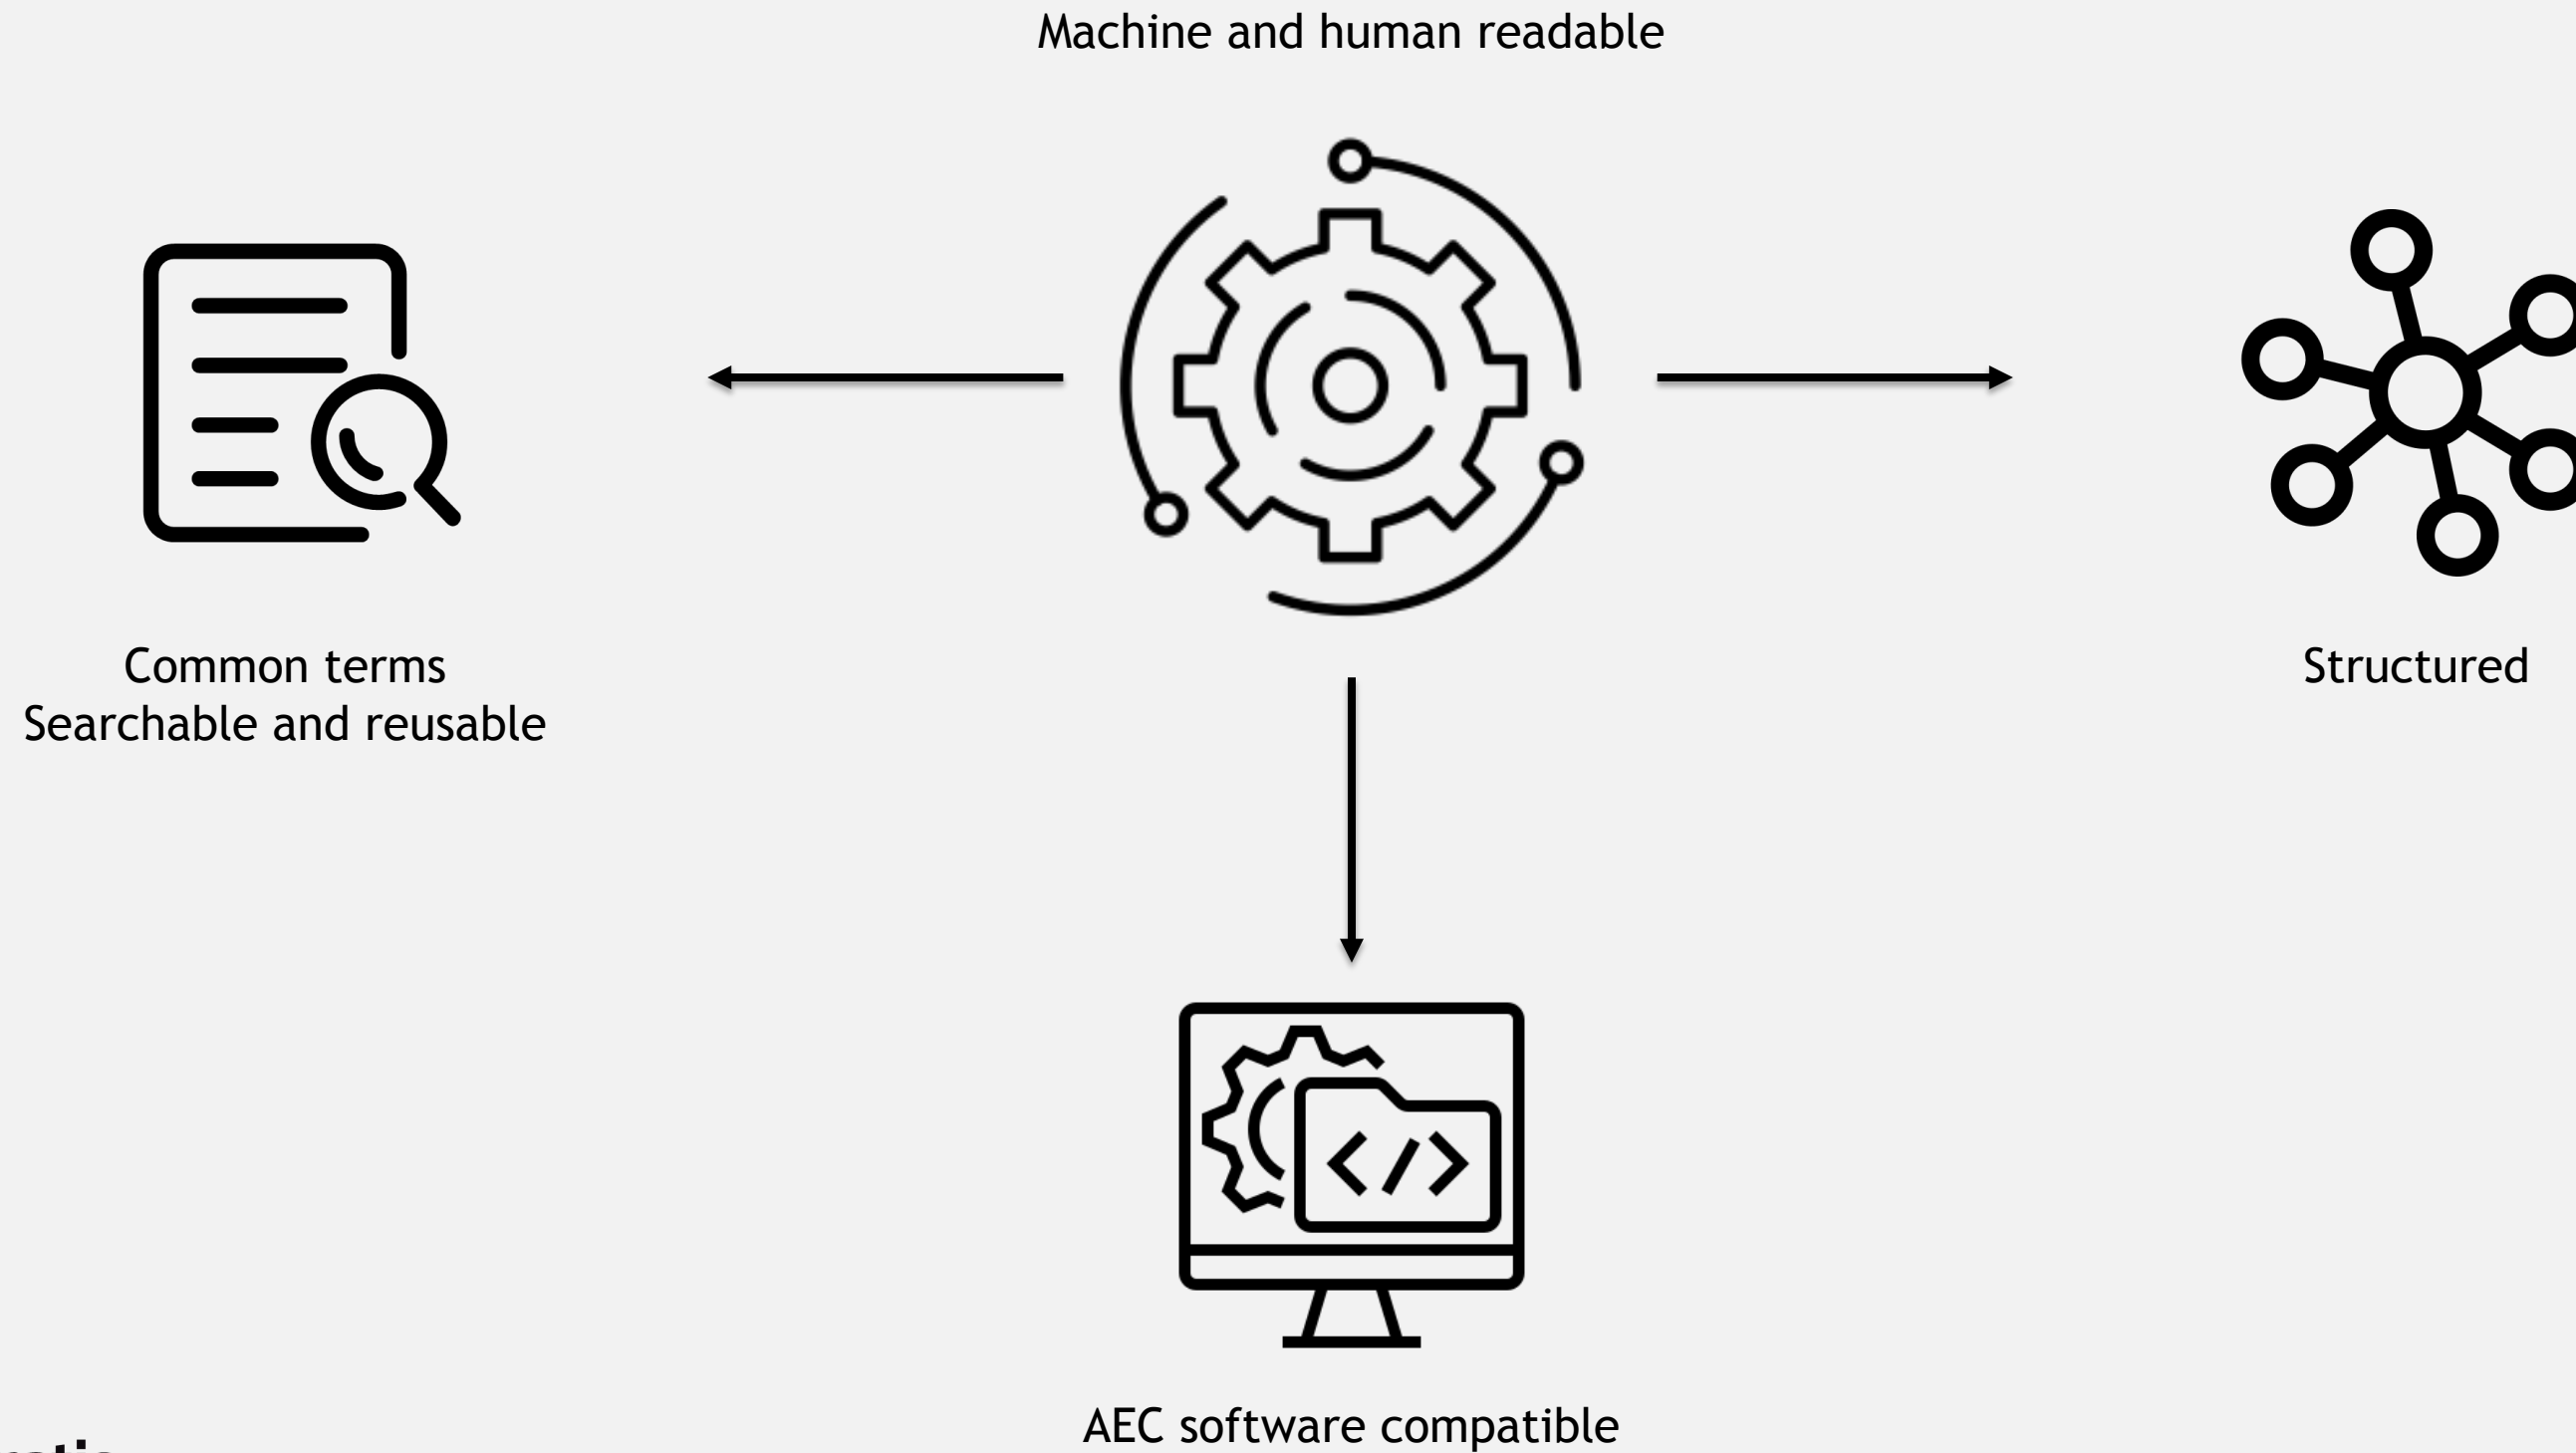 Machine and human readable
Common terms
Searchable and reusable
Structured
</>
AEC software compatible